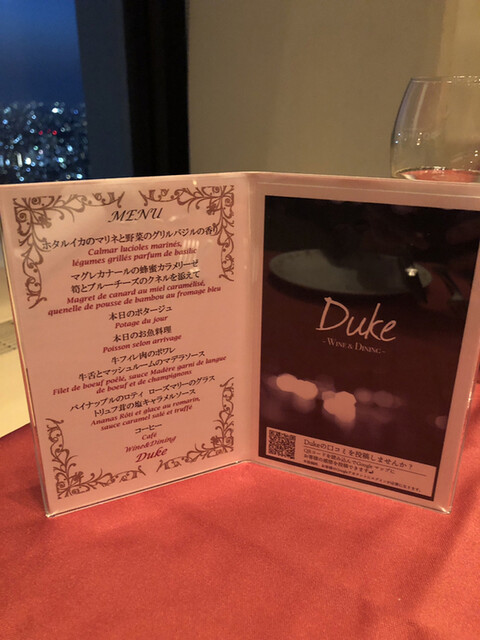 MENU
ホタルイカのマリネと野菜のグリルバジルの香り
Calmar lucioles marinés,
légumes grillés parfum de basilic
マグレカナールの蜂蜜カラメリーゼ
筍とブルーチーズのクネルを添えて
Magret de canard au miel caramélisé,
quenelle de pousse de bambou au fromage bleu
本日のポタージュ
Potage du jour
本日のお魚料理
Poisson selon arrivage
牛フィレ肉のポワレ
牛舌とマッシュルームのマデラソース
Filet de boeuf poêlé, sauce Madère garni de langue
de boeuf et de champignons
パイナップルのロティ ローズマリーのグラス
トリュフ茸の塩キャラメルソース
Ananas Rôti et glace au romarin,
sauce caramel salé et truffé
コーヒー
Café
Wine&Dining
Duke
Duke
- WINE & DINING -
Dukeの口コミを投稿しませんか？